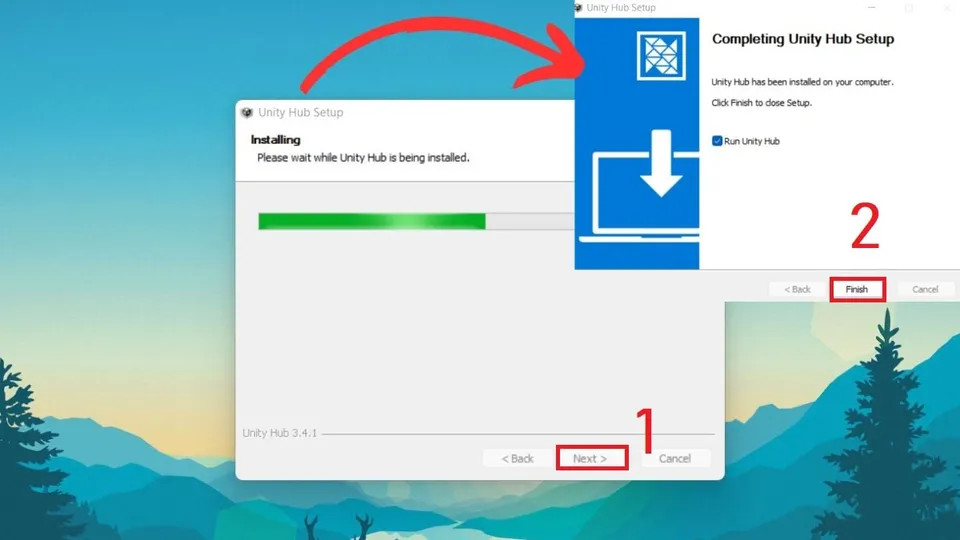 Unity Hub Setup
Completing Unity Hub Setup
Unity Hub has been installed on your computer.
Click Finish to close Setup.
Run Unity Hub
2
< Back
Finish
Cancel
Unity Hub Setup
Installing
Please wait while Unity Hub is being installed.
Unity Hub 3.4.1
1
< Back
Next >
Cancel